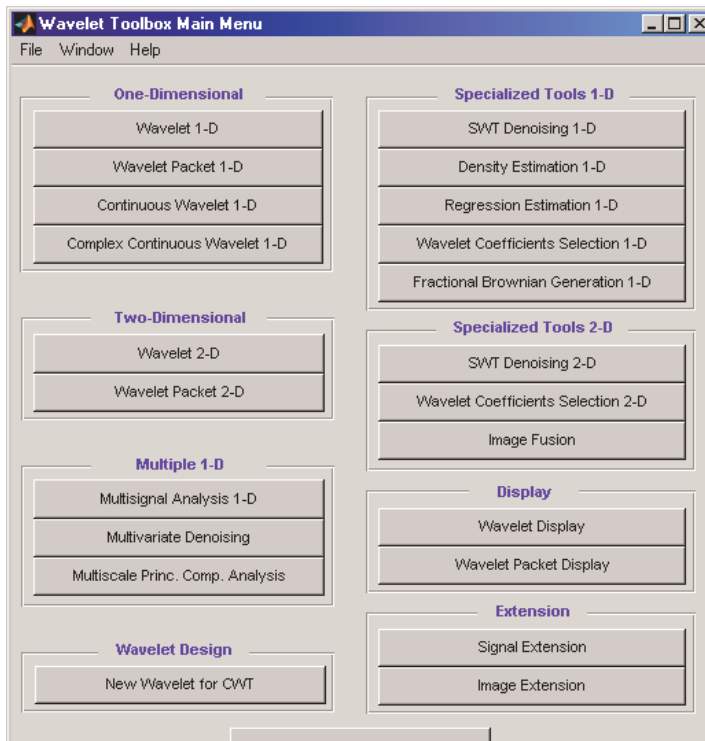 Wavelet Toolbox Main Menu
File Window Help
One-Dimensional
Wavelet 1-D
Wavelet Packet 1-D
Continuous Wavelet 1-D
Complex Continuous Wavelet 1-D
Two-Dimensional
Wavelet 2-D
Wavelet Packet 2-D
Multiple 1-D
Multisignal Analysis 1-D
Multivariate Denoising
Multiscale Princ. Comp. Analysis
Wavelet Design
New Wavelet for CWT
Specialized Tools 1-D
SWT Denoising 1-D
Density Estimation 1-D
Regression Estimation 1-D
Wavelet Coefficients Selection 1-D
Fractional Brownian Generation 1-D
Specialized Tools 2-D
SWT Denoising 2-D
Wavelet Coefficients Selection 2-D
Image Fusion
Display
Wavelet Display
Wavelet Packet Display
Extension
Signal Extension
Image Extension